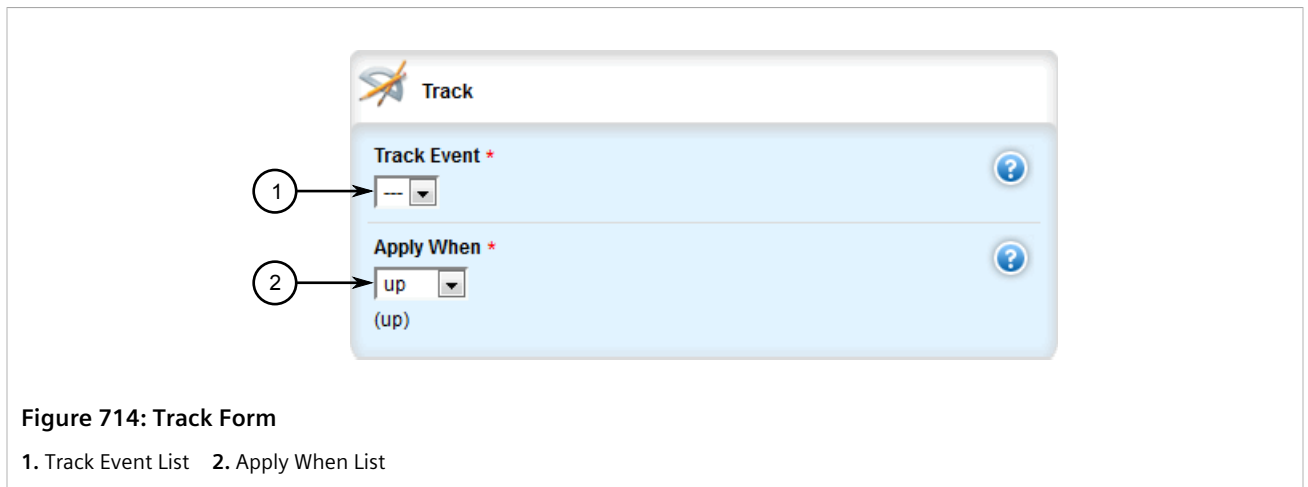 Track
Track Event *
1
---
Apply When *
2
up
(up)
Figure 714: Track Form
1. Track Event List 2. Apply When List